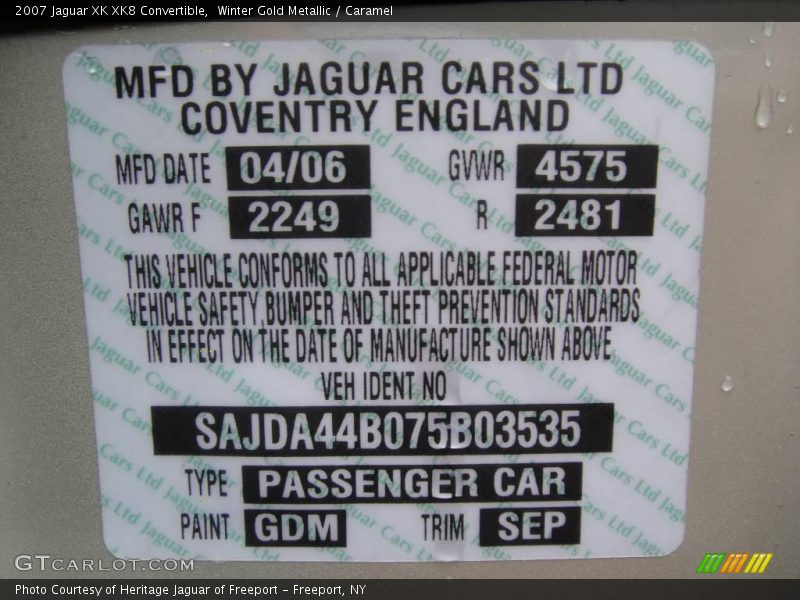 2007 Jaguar XK XK8 Convertible,  Winter Gold Metallic / Caramel
MFD BY JAGUAR CARS LTD
COVENTRY ENGLAND
MFD DATE 04/06 GVWR 4575
GAWR F 2249 R 2481
THIS VEHICLE CONFORMS TO ALL APPLICABLE FEDERAL MOTOR
VEHICLE SAFETY,BUMPER AND THEFT PREVENTION STANDARDS
IN EFFECT ON THE DATE OF MANUFACTURE SHOWN ABOVE.
VEH IDENT NO
SAJDA44B075B03535
TYPE PASSENGER CAR
PAINT GDM TRIM SEP
GTCARLOT.COM
Photo Courtesy of Heritage Jaguar of Freeport – Freeport, NY